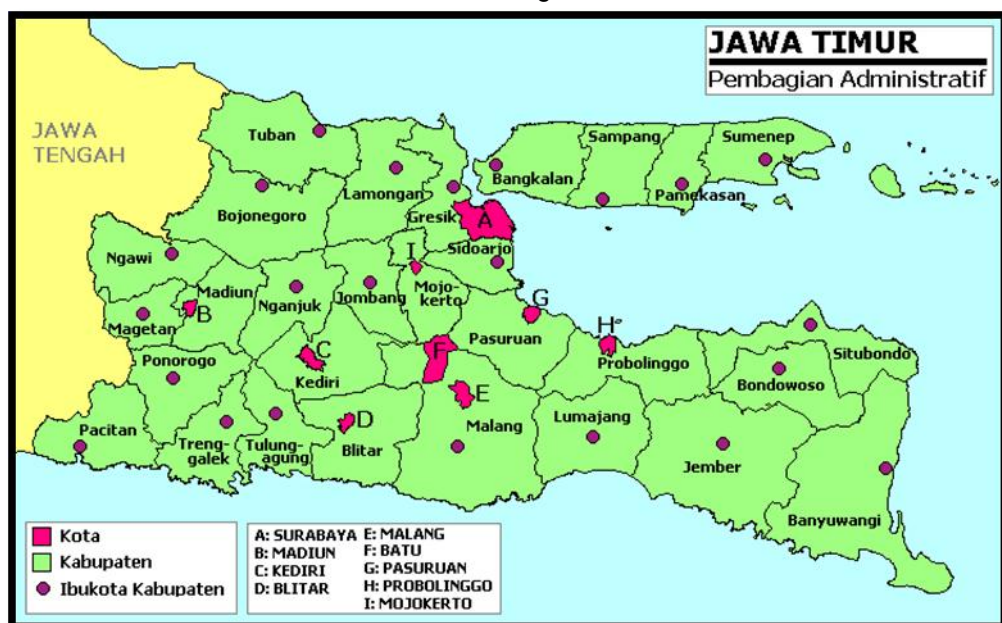 JAWA TIMUR
Pembagian Administratif
JAWA
TENGAH
Tuban
Lamongan
Bojonegoro
Gresik
A
Bangkalan
Sampang
Pamekasan
Sumenep
Ngawi
Magetan
Madiun
B
Nganjuk
Jombang
I
Mojo-
kerto
Sidoarjo
Ponorogo
C
Kediri
F
E
Malang
Pasuruan
G
H
Probolinggo
Situbondo
Bondowoso
Pacitan
Treng-
galek
Tulung-
agung
D
Blitar
Lumajang
Jember
Banyuwangi
Kota
Kabupaten
Ibukota Kabupaten
A: SURABAYA
B: MADIUN
C: KEDIRI
D: BLITAR
E: MALANG
F: BATU
G: PASURUAN
H: PROBOLINGGO
I: MOJOKERTO